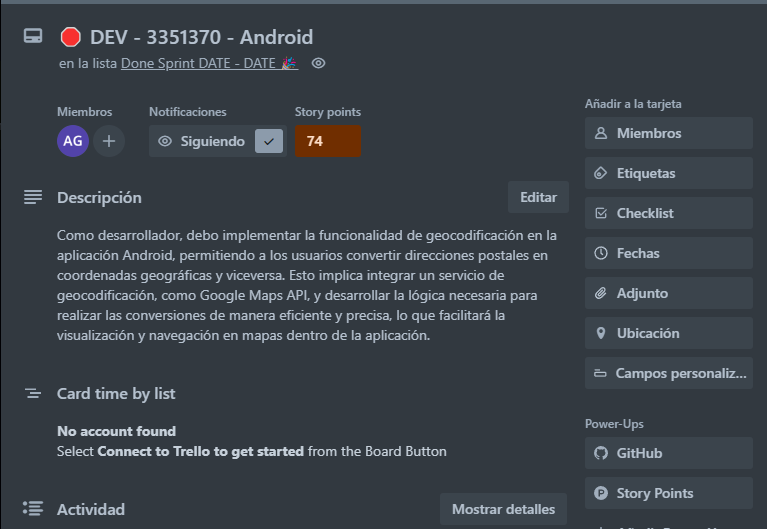 DEV - 3351370 - Android
en la lista Done Sprint DATE - DATE 🎉
Miembros
Notificaciones
Story points
AG
Siguiendo
74
Descripción
Editar
Como desarrollador, debo implementar la funcionalidad de geocodificación en la
aplicación Android, permitiendo a los usuarios convertir direcciones postales en
coordenadas geográficas y viceversa. Esto implica integrar un servicio de
geocodificación, como Google Maps API, y desarrollar la lógica necesaria para
realizar las conversiones de manera eficiente y precisa, lo que facilitará la
visualización y navegación en mapas dentro de la aplicación.
Card time by list
No account found
Select Connect to Trello to get started from the Board Button
Actividad
Mostrar detalles
Añadir a la tarjeta
Miembros
Etiquetas
Checklist
Fechas
Adjunto
Ubicación
Campos personaliz...
Power-Ups
GitHub
Story Points